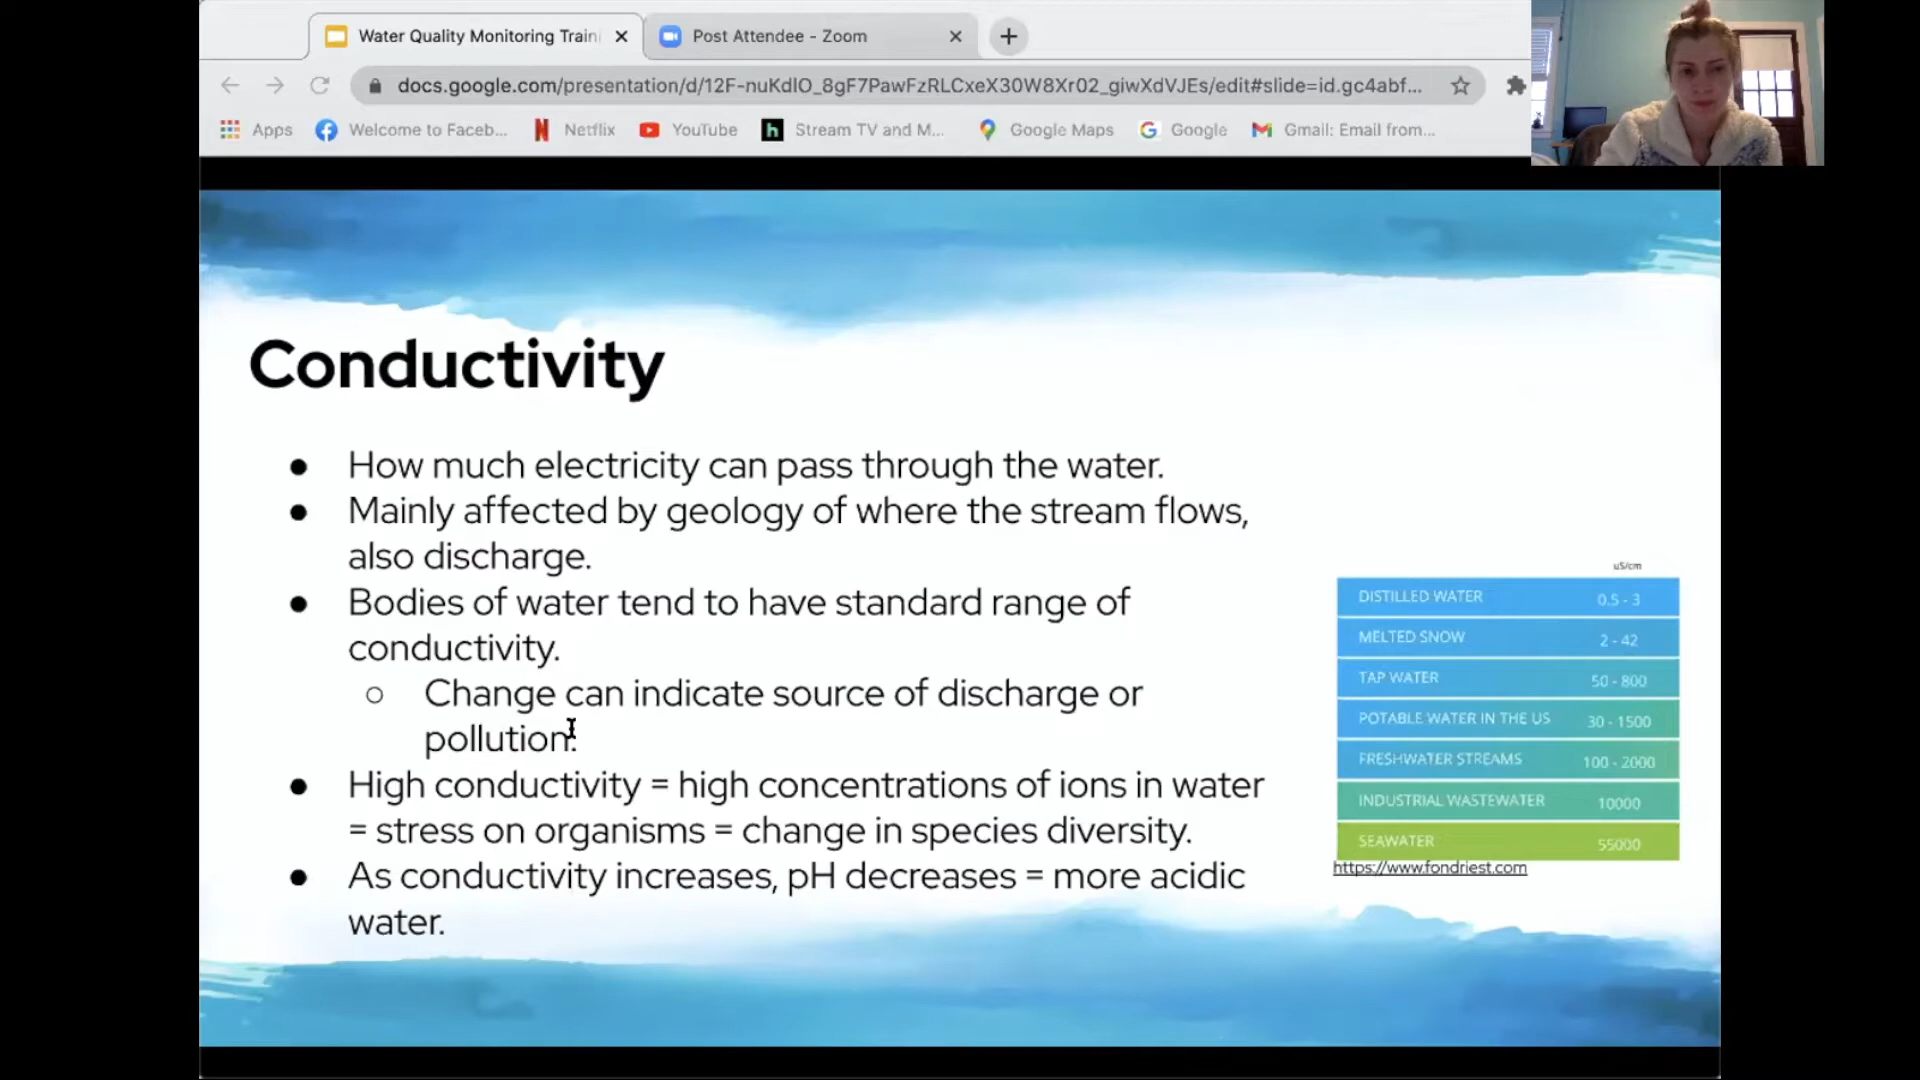 Water Quality Monitoring Traini
Post Attendee - Zoom
docs.google.com/presentation/d/12F-nuKdlO_8gF7PawFzRLCxeX30W8Xr02_giwXdVJEs/edit#slide=id.gc4abf...
Apps
Welcome to Faceb...
Netflix
YouTube
Stream TV and M...
Google Maps
Google
Gmail: Email from...
Conductivity
● How much electricity can pass through the water.
● Mainly affected by geology of where the stream flows,
also discharge.
● Bodies of water tend to have standard range of
conductivity.
○ Change can indicate source of discharge or
pollution.
● High conductivity = high concentrations of ions in water
= stress on organisms = change in species diversity.
● As conductivity increases, pH decreases = more acidic
water.
uS/cm
DISTILLED WATER 0.5 - 3
MELTED SNOW 2 - 42
TAP WATER 50 - 800
POTABLE WATER IN THE US 30 - 1500
FRESHWATER STREAMS 100 - 2000
INDUSTRIAL WASTEWATER 10000
SEAWATER 55000
https://www.fondriest.com